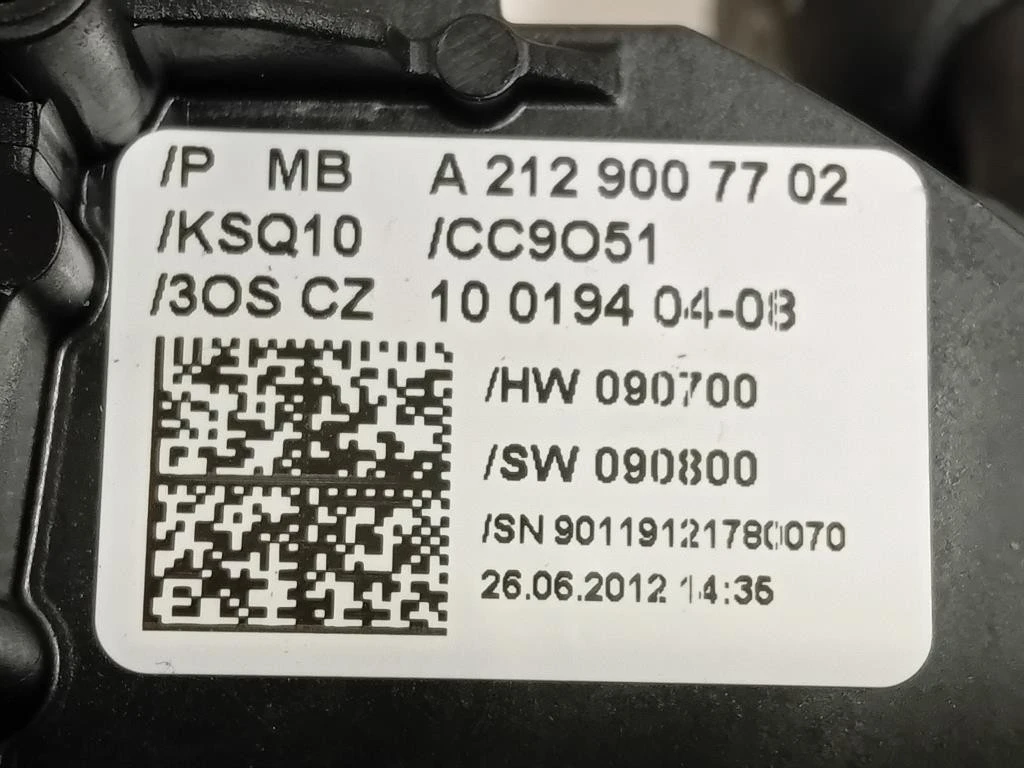 /P MB A 212 900 77 02
/KSQ10 /CC9O51
/3OS CZ 10 0194 04-08
/HW 090700
/SW 090800
/SN 90119121780070
26.06.2012 14:35